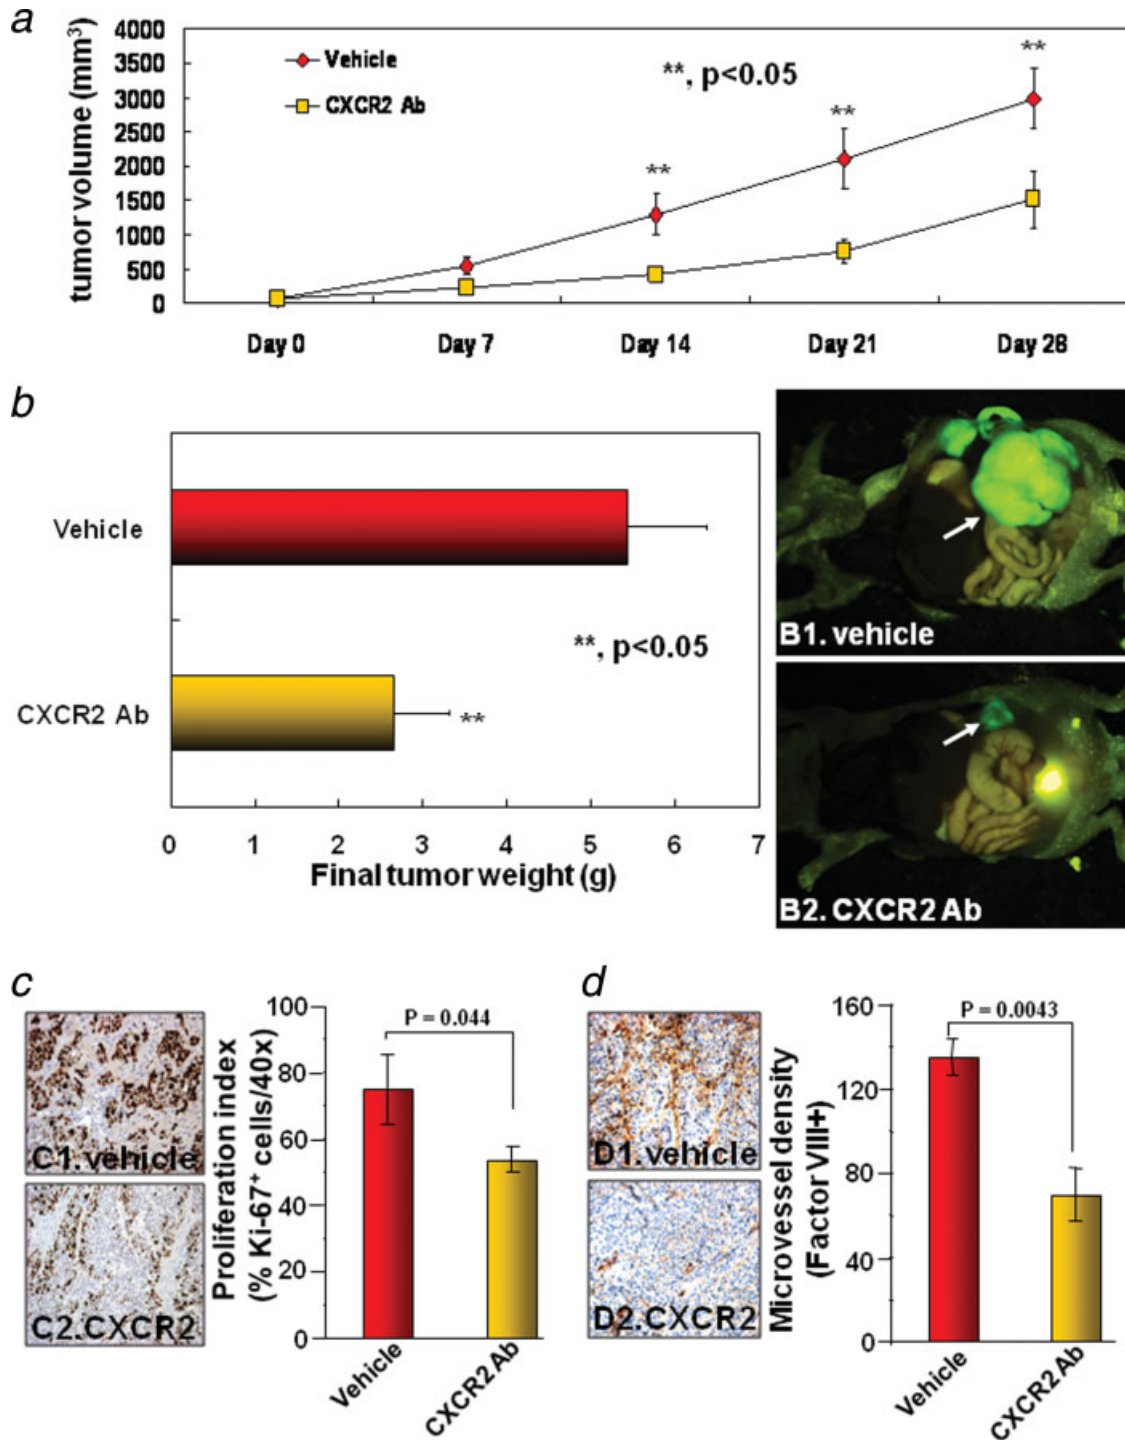 a
tumor volume (mm³)
4000
3500
3000
2500
2000
1500
1000
500
0
Vehicle
CXCR2 Ab
**, p<0.05
**
**
**
Day 0 Day 7 Day 14 Day 21 Day 28
b
Vehicle
CXCR2 Ab
**, p<0.05
**
0 1 2 3 4 5 6 7
Final tumor weight (g)
B1. vehicle
B2. CXCR2 Ab
c
C1.vehicle
C2.CXCR2
Proliferation index
(% Ki-67⁺ cells/40x)
100
80
60
40
20
0
P = 0.044
Vehicle
CXCR2 Ab
d
D1.vehicle
D2.CXCR2
Microvessel density
(Factor VIII+)
160
120
80
40
0
P = 0.0043
Vehicle
CXCR2 Ab